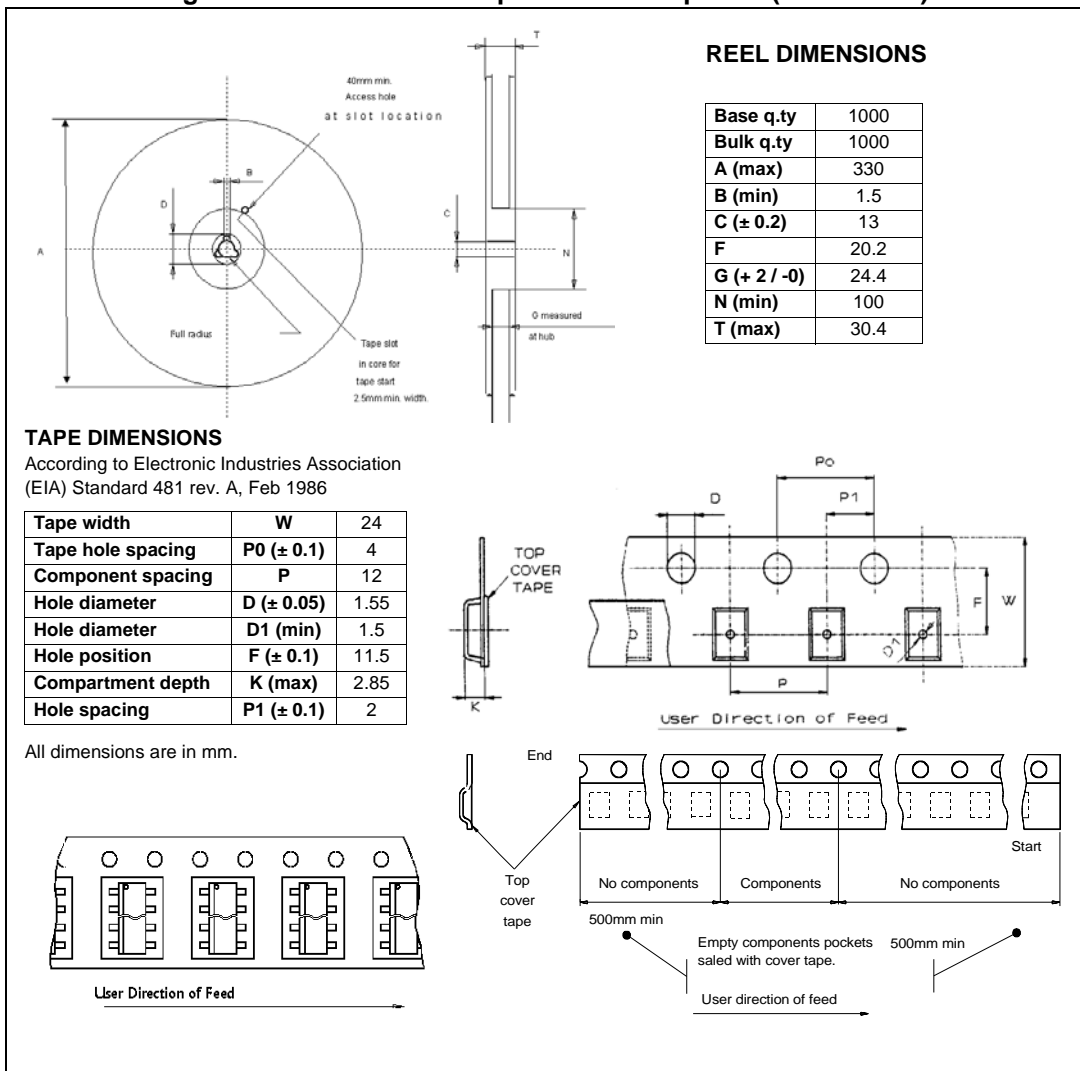 REEL DIMENSIONS
40mm min.
Access hole
at slot location
T
B
D
A
C
N
G measured
at hub
Full radius
Tape slot
in core for
tape start
2.5mm min. width.
Base q.ty 1000
Bulk q.ty 1000
A (max) 330
B (min) 1.5
C (± 0.2) 13
F 20.2
G (+ 2 / -0) 24.4
N (min) 100
T (max) 30.4
TAPE DIMENSIONS
According to Electronic Industries Association
(EIA) Standard 481 rev. A, Feb 1986
Tape width W 24
Tape hole spacing P0 (± 0.1) 4
Component spacing P 12
Hole diameter D (± 0.05) 1.55
Hole diameter D1 (min) 1.5
Hole position F (± 0.1) 11.5
Compartment depth K (max) 2.85
Hole spacing P1 (± 0.1) 2
All dimensions are in mm.
TOP
COVER
TAPE
K
Po
D
P1
F
W
D1
P
User Direction of Feed
End
Start
Top
cover
tape
No components
Components
No components
500mm min
Empty components pockets
saled with cover tape.
500mm min
User direction of feed
User Direction of Feed